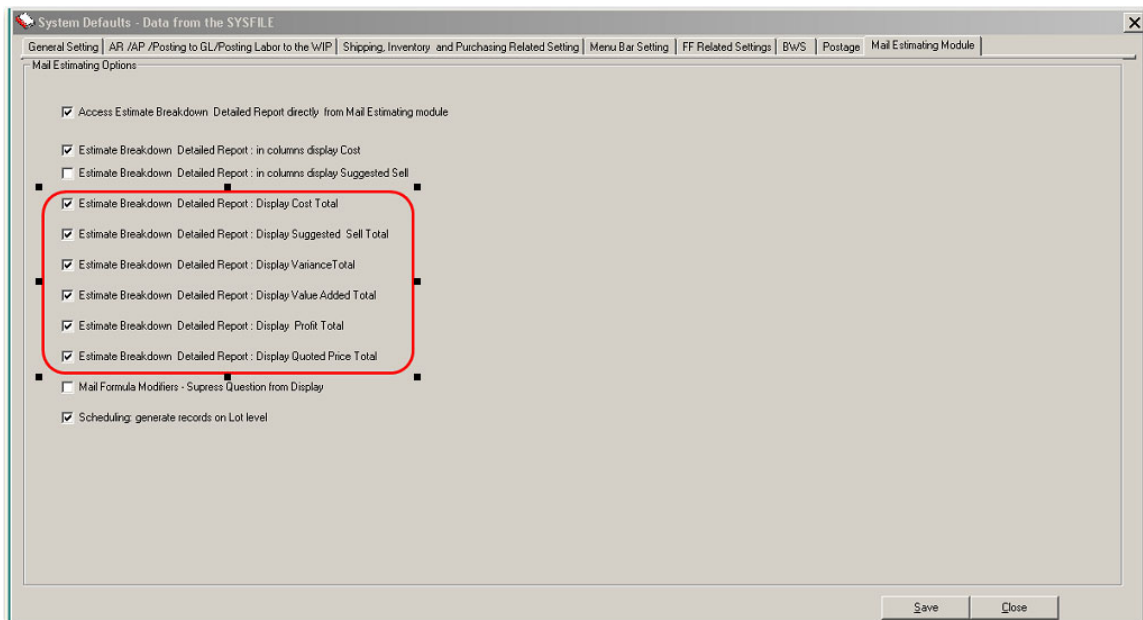 System Defaults - Data from the SYSFILE
General Setting AR /AP /Posting to GL/Posting Labor to the WIP Shipping, Inventory and Purchasing Related Setting Menu Bar Setting FF Related Settings BWS Postage Mail Estimating Module
Mail Estimating Options
Access Estimate Breakdown Detailed Report directly from Mail Estimating module
Estimate Breakdown Detailed Report : in columns display Cost
Estimate Breakdown Detailed Report : in columns display Suggested Sell
Estimate Breakdown Detailed Report : Display Cost Total
Estimate Breakdown Detailed Report : Display Suggested Sell Total
Estimate Breakdown Detailed Report : Display VarianceTotal
Estimate Breakdown Detailed Report : Display Value Added Total
Estimate Breakdown Detailed Report : Display Profit Total
Estimate Breakdown Detailed Report : Display Quoted Price Total
Mail Formula Modifiers - Supress Question from Display
Scheduling: generate records on Lot level
Save Close